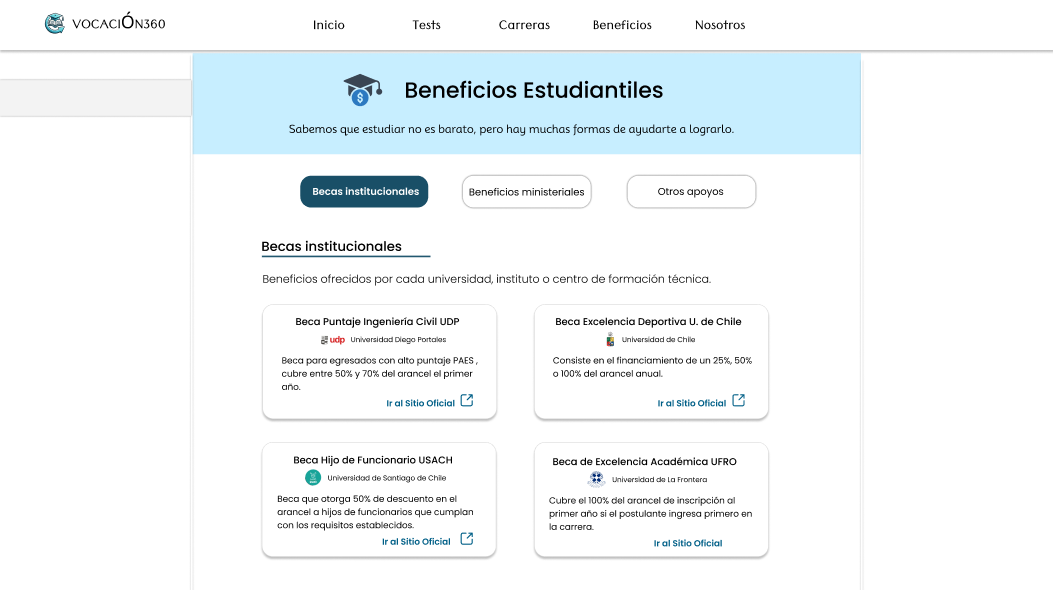 VOCACIÓN360
Inicio
Tests
Carreras
Beneficios
Nosotros
$
Beneficios Estudiantiles
Sabemos que estudiar no es barato, pero hay muchas formas de ayudarte a lograrlo.
Becas institucionales
Beneficios ministeriales
Otros apoyos
Becas institucionales
Beneficios ofrecidos por cada universidad, instituto o centro de formación técnica.
Beca Puntaje Ingeniería Civil UDP
udp Universidad Diego Portales
Beca para egresados con alto puntaje PAES ,
cubre entre 50% y 70% del arancel el primer
año.
Ir al Sitio Oficial
Beca Excelencia Deportiva U. de Chile
Universidad de Chile
Consiste en el financiamiento de un 25%, 50%
o 100% del arancel anual.
Ir al Sitio Oficial
Beca Hijo de Funcionario USACH
Universidad de Santiago de Chile
Beca que otorga 50% de descuento en el
arancel a hijos de funcionarios que cumplan
con los requisitos establecidos.
Ir al Sitio Oficial
Beca de Excelencia Académica UFRO
Universidad de La Frontera
Cubre el 100% del arancel de inscripción al
primer año si el postulante ingresa primero en
la carrera.
Ir al Sitio Oficial